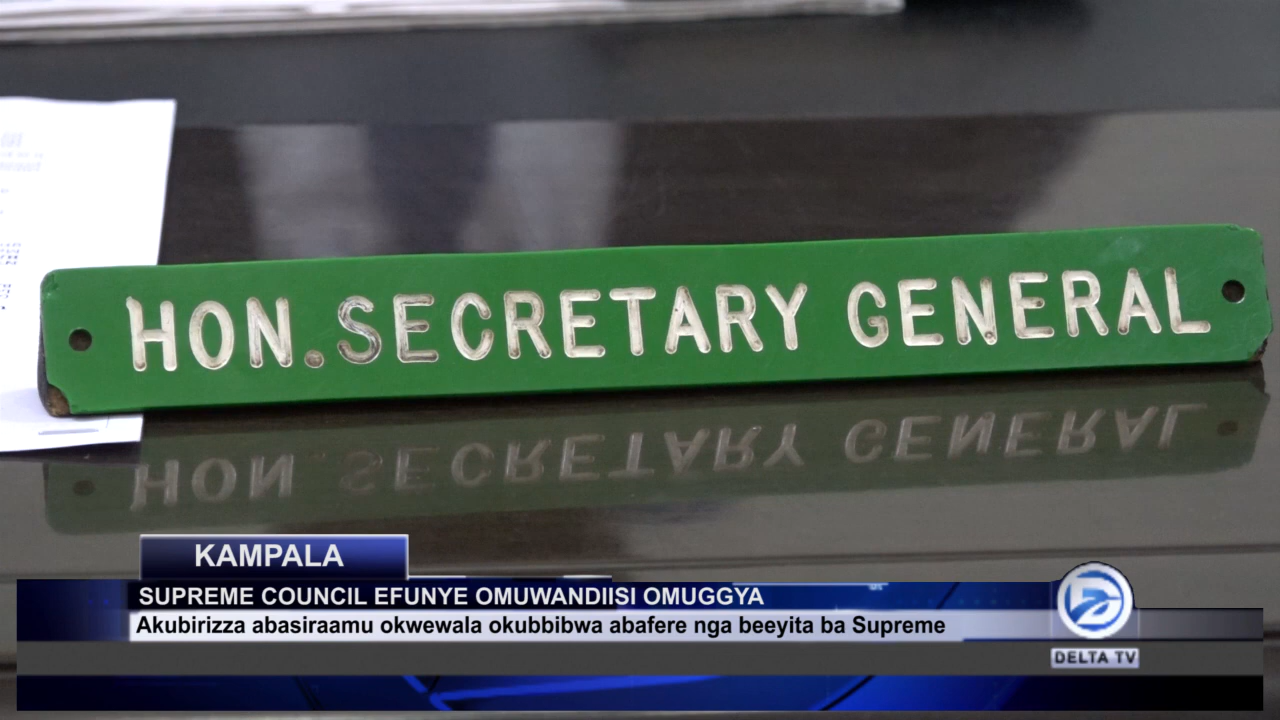 HON.SECRETARY GENERAL
KAMPALA
SUPREME COUNCIL EFUNYE OMUWANDIISI OMUGGYA
Akubirizza abasiraamu okwewala okubbibwa abafere nga beeyita ba Supreme
DELTA TV